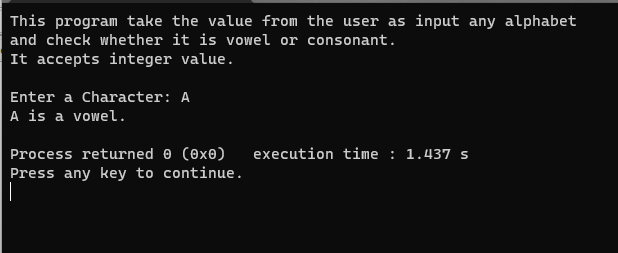 This program take the value from the user as input any alphabet
and check whether it is vowel or consonant.
It accepts integer value.
Enter a Character: A
A is a vowel.
Process returned 0 (0x0)   execution time : 1.437 s
Press any key to continue.